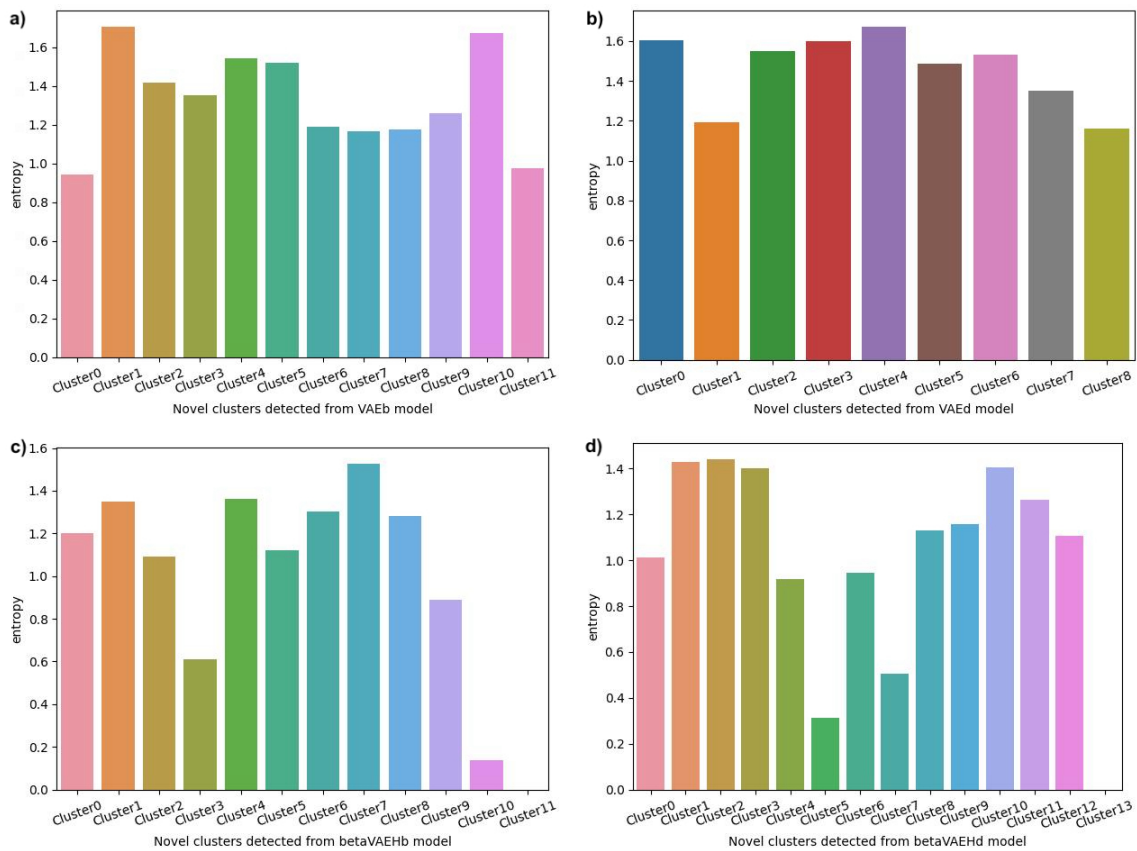 a)
1.6
1.4
1.2
1.0
0.8
0.6
0.4
0.2
0.0
entropy
Cluster0
Cluster1
Cluster2
Cluster3
Cluster4
Cluster5
Cluster6
Cluster7
Cluster8
Cluster9
Cluster10
Cluster11
Novel clusters detected from VAEb model
b)
1.6
1.4
1.2
1.0
0.8
0.6
0.4
0.2
0.0
entropy
Cluster0
Cluster1
Cluster2
Cluster3
Cluster4
Cluster5
Cluster6
Cluster7
Cluster8
Novel clusters detected from VAEd model
c)
1.6
1.4
1.2
1.0
0.8
0.6
0.4
0.2
0.0
entropy
Cluster0
Cluster1
Cluster2
Cluster3
Cluster4
Cluster5
Cluster6
Cluster7
Cluster8
Cluster9
Cluster10
Cluster11
Novel clusters detected from betaVAEHb model
d)
1.4
1.2
1.0
0.8
0.6
0.4
0.2
0.0
entropy
Cluster0
Cluster1
Cluster2
Cluster3
Cluster4
Cluster5
Cluster6
Cluster7
Cluster8
Cluster9
Cluster10
Cluster11
Cluster12
Cluster13
Novel clusters detected from betaVAEHd model